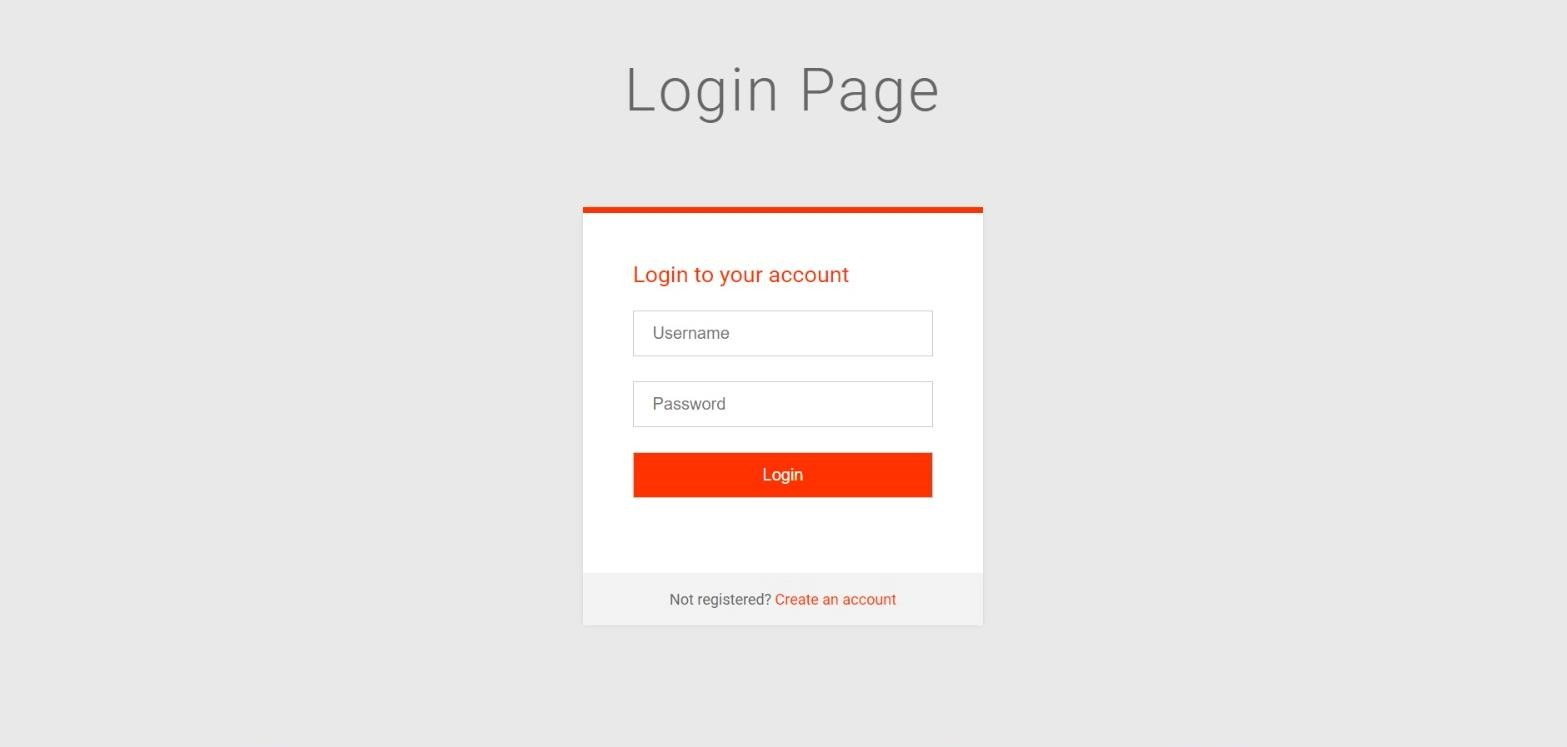 Login Page
Login to your account
Username
Password
Login
Not registered? Create an account